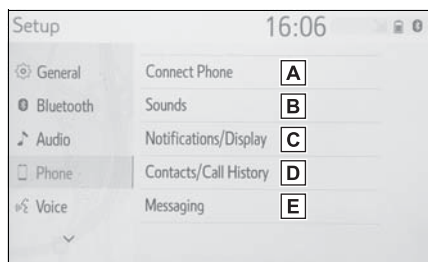 Setup 16:06
General
Bluetooth
Audio
Phone
Voice
Connect Phone A
Sounds B
Notifications/Display C
Contacts/Call History D
Messaging E